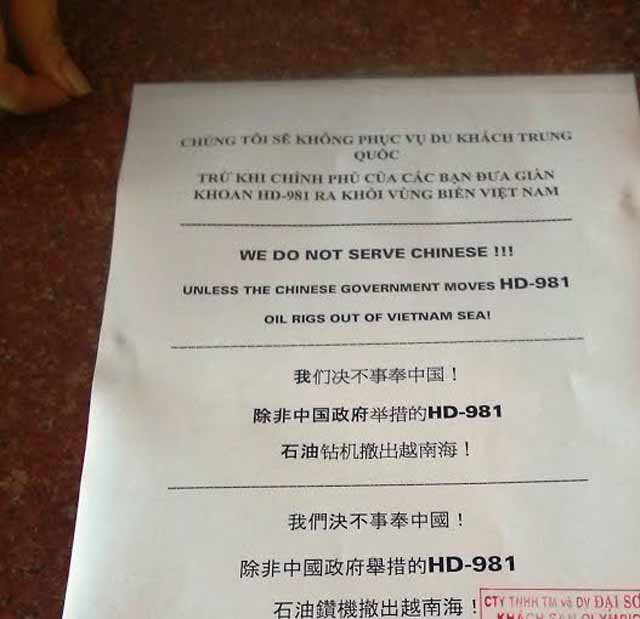 CHÚNG TÔI SẼ KHÔNG PHỤC VỤ DU KHÁCH TRUNG
QUỐC
TRỪ KHI CHÍNH PHỦ CỦA CÁC BẠN ĐƯA GIÀN
KHOAN HD-981 RA KHỎI VÙNG BIỂN VIỆT NAM
WE DO NOT SERVE CHINESE !!!
UNLESS THE CHINESE GOVERNMENT MOVES HD-981
OIL RIGS OUT OF VIETNAM SEA!
我们决不事奉中国！
除非中国政府举措的HD-981
石油钻机撤出越南海！
我們決不事奉中國！
除非中國政府舉措的HD-981
石油鑽機撤出越南海！
CTY TNHH TM và DV ĐẠI
KHÁCH SẠN OLYMPIC